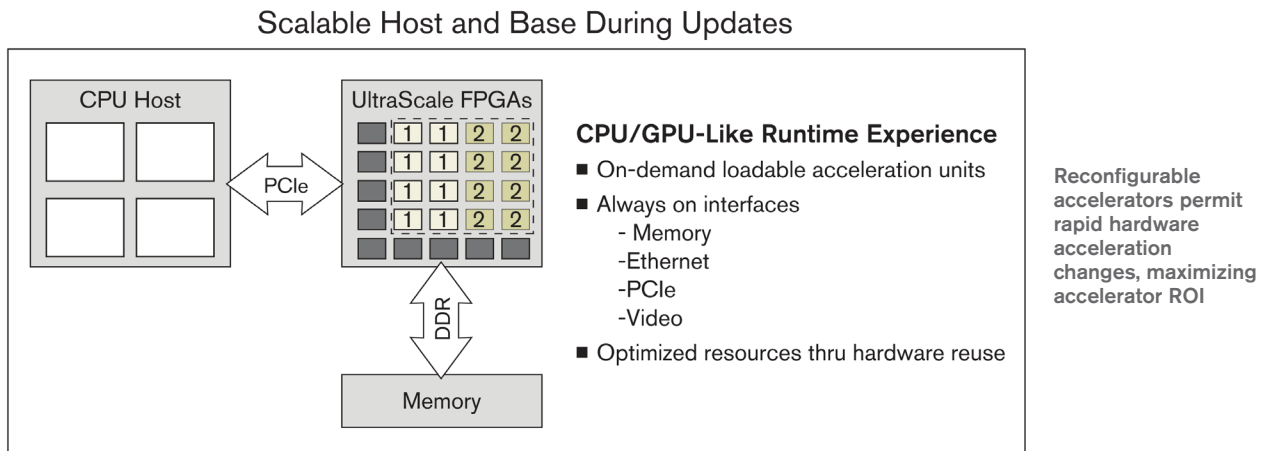 Scalable Host and Base During Updates
CPU Host
PCIe
UltraScale FPGAs
1 1 2 2
1 1 2 2
1 1 2 2
1 1 2 2
DDR
Memory
CPU/GPU-Like Runtime Experience
■ On-demand loadable acceleration units
■ Always on interfaces
- Memory
-Ethernet
-PCIe
-Video
■ Optimized resources thru hardware reuse
Reconfigurable
accelerators permit
rapid hardware
acceleration
changes, maximizing
accelerator ROI